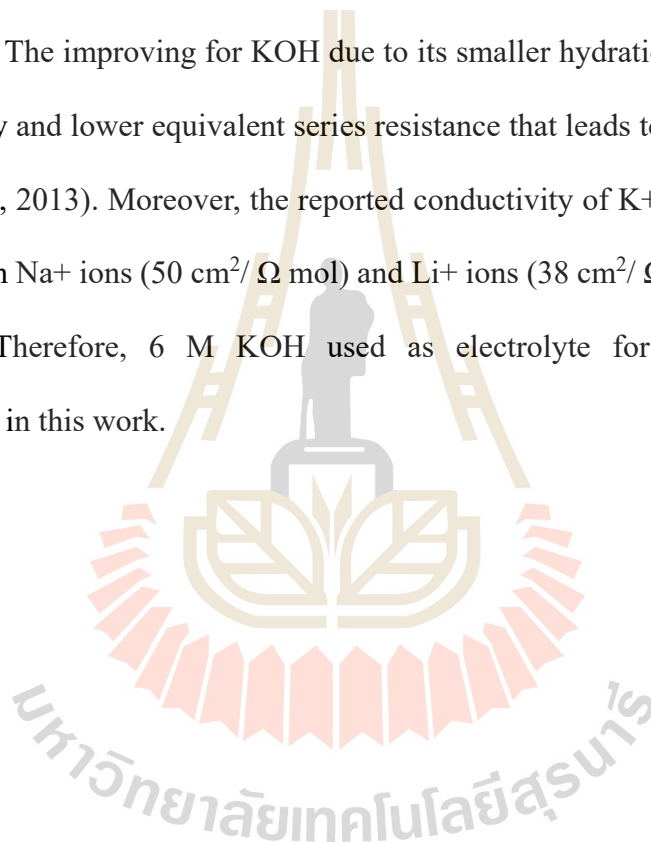 The improving for KOH due to its smaller hydrati
y and lower equivalent series resistance that leads t
, 2013). Moreover, the reported conductivity of K+
n Na+ ions (50 cm²/ Ω mol) and Li+ ions (38 cm²/ Ω
Therefore, 6 M KOH used as electrolyte for
in this work.
มหาวิทยาลัยเทคโนโลยีสุรนารี